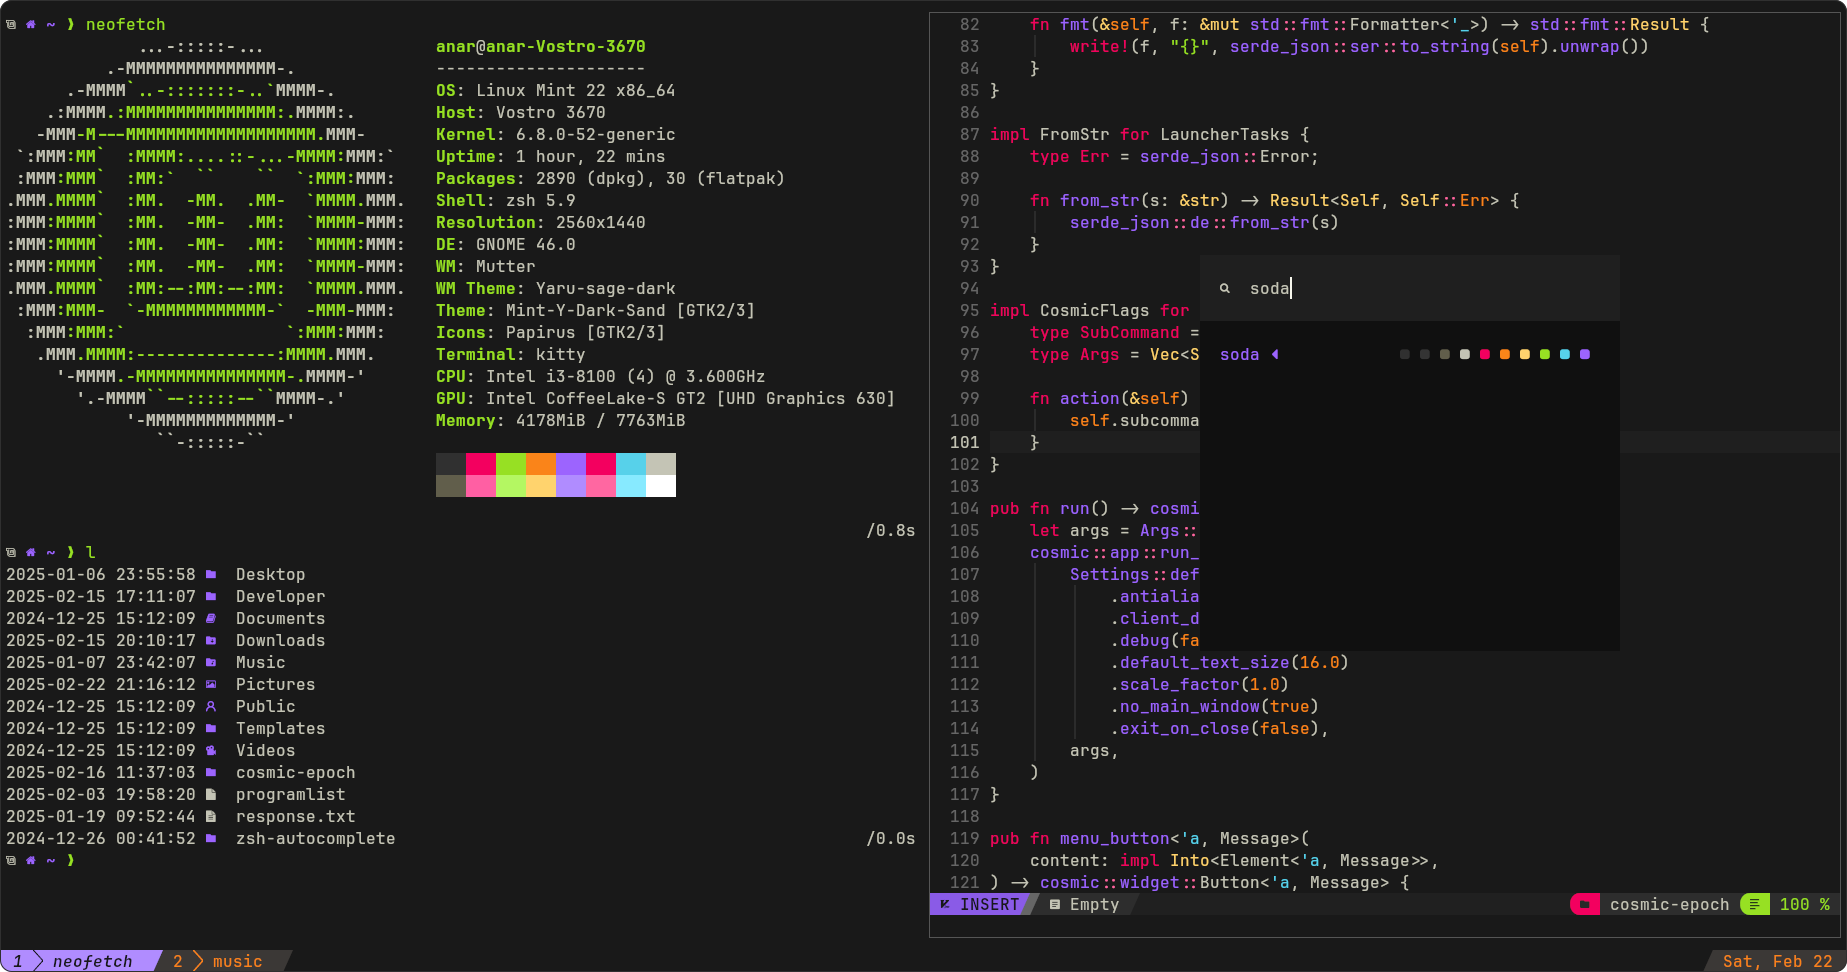 ~ ❯ neofetch
...-:::::-...
.-MMMMMMMMMMMMMMM-.
.-MMMM`..-:::::::-..`MMMM-.
.:MMMM.:MMMMMMMMMMMMMMM:.MMMM:.
-MMM-M---MMMMMMMMMMMMMMMMMMM.MMM-
`:MMM:MM`  :MMMM:....::-...-MMMM:MMM:`
:MMM:MMM`  :MM:`  ``    ``  `:MMM:MMM:
.MMM.MMMM`  :MM.  -MM.  .MM-  `MMMM.MMM.
:MMM:MMMM`  :MM.  -MM-  .MM:  `MMMM-MMM:
:MMM:MMMM`  :MM.  -MM-  .MM:  `MMMM:MMM:
:MMM:MMMM`  :MM.  -MM-  .MM:  `MMMM-MMM:
.MMM.MMMM`  :MM:--:MM:--:MM:  `MMMM.MMM.
:MMM:MMM-  `-MMMMMMMMMMMM-`  -MMM-MMM:
:MMM:MMM:`                `:MMM:MMM:
.MMM.MMMM:--------------:MMMM.MMM.
'-MMMM.-MMMMMMMMMMMMMMM-.MMMM-'
'.-MMMM``--:::::--``MMMM-.'
'-MMMMMMMMMMMMM-'
``-:::::-``
anar@anar-Vostro-3670
---------------------
OS: Linux Mint 22 x86_64
Host: Vostro 3670
Kernel: 6.8.0-52-generic
Uptime: 1 hour, 22 mins
Packages: 2890 (dpkg), 30 (flatpak)
Shell: zsh 5.9
Resolution: 2560x1440
DE: GNOME 46.0
WM: Mutter
WM Theme: Yaru-sage-dark
Theme: Mint-Y-Dark-Sand [GTK2/3]
Icons: Papirus [GTK2/3]
Terminal: kitty
CPU: Intel i3-8100 (4) @ 3.600GHz
GPU: Intel CoffeeLake-S GT2 [UHD Graphics 630]
Memory: 4178MiB / 7763MiB
/0.8s
~ ❯ l
2025-01-06 23:55:58 Desktop
2025-02-15 17:11:07 Developer
2024-12-25 15:12:09 Documents
2025-02-15 20:10:17 Downloads
2025-01-07 23:42:07 Music
2025-02-22 21:16:12 Pictures
2024-12-25 15:12:09 Public
2024-12-25 15:12:09 Templates
2024-12-25 15:12:09 Videos
2025-02-16 11:37:03 cosmic-epoch
2025-02-03 19:58:20 programlist
2025-01-19 09:52:44 response.txt
2024-12-26 00:41:52 zsh-autocomplete /0.0s
~ ❯
82     fn fmt(&self, f: &mut std::fmt::Formatter<'_>) -> std::fmt::Result {
83         write!(f, "{}", serde_json::ser::to_string(self).unwrap())
84     }
85 }
86
87 impl FromStr for LauncherTasks {
88     type Err = serde_json::Error;
89
90     fn from_str(s: &str) -> Result<Self, Self::Err> {
91         serde_json::de::from_str(s)
92     }
93 }
94
95 impl CosmicFlags for
96     type SubCommand =
97     type Args = Vec<S
98
99     fn action(&self)
100         self.subcomma
101     }
102 }
103
104 pub fn run() -> cosmi
105     let args = Args::
106     cosmic::app::run_
107         Settings::def
108             .antialia
109             .client_d
110             .debug(fa
111             .default_text_size(16.0)
112             .scale_factor(1.0)
113             .no_main_window(true)
114             .exit_on_close(false),
115         args,
116     )
117 }
118
119 pub fn menu_button<'a, Message>(
120     content: impl Into<Element<'a, Message>>,
121 ) -> cosmic::widget::Button<'a, Message> {
soda
soda
INSERT Empty cosmic-epoch 100 %
1 neofetch 2 music Sat, Feb 22